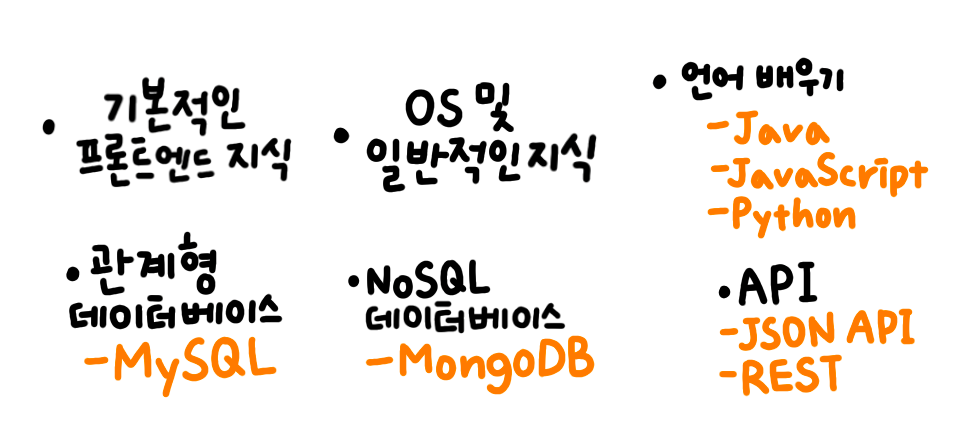 • 기본적인
프론트엔드 지식
• OS 및
일반적인 지식
• 언어 배우기
-Java
-JavaScript
-Python
• 관계형
데이터베이스
-MySQL
• NoSQL
데이터베이스
-MongoDB
• API
-JSON API
-REST